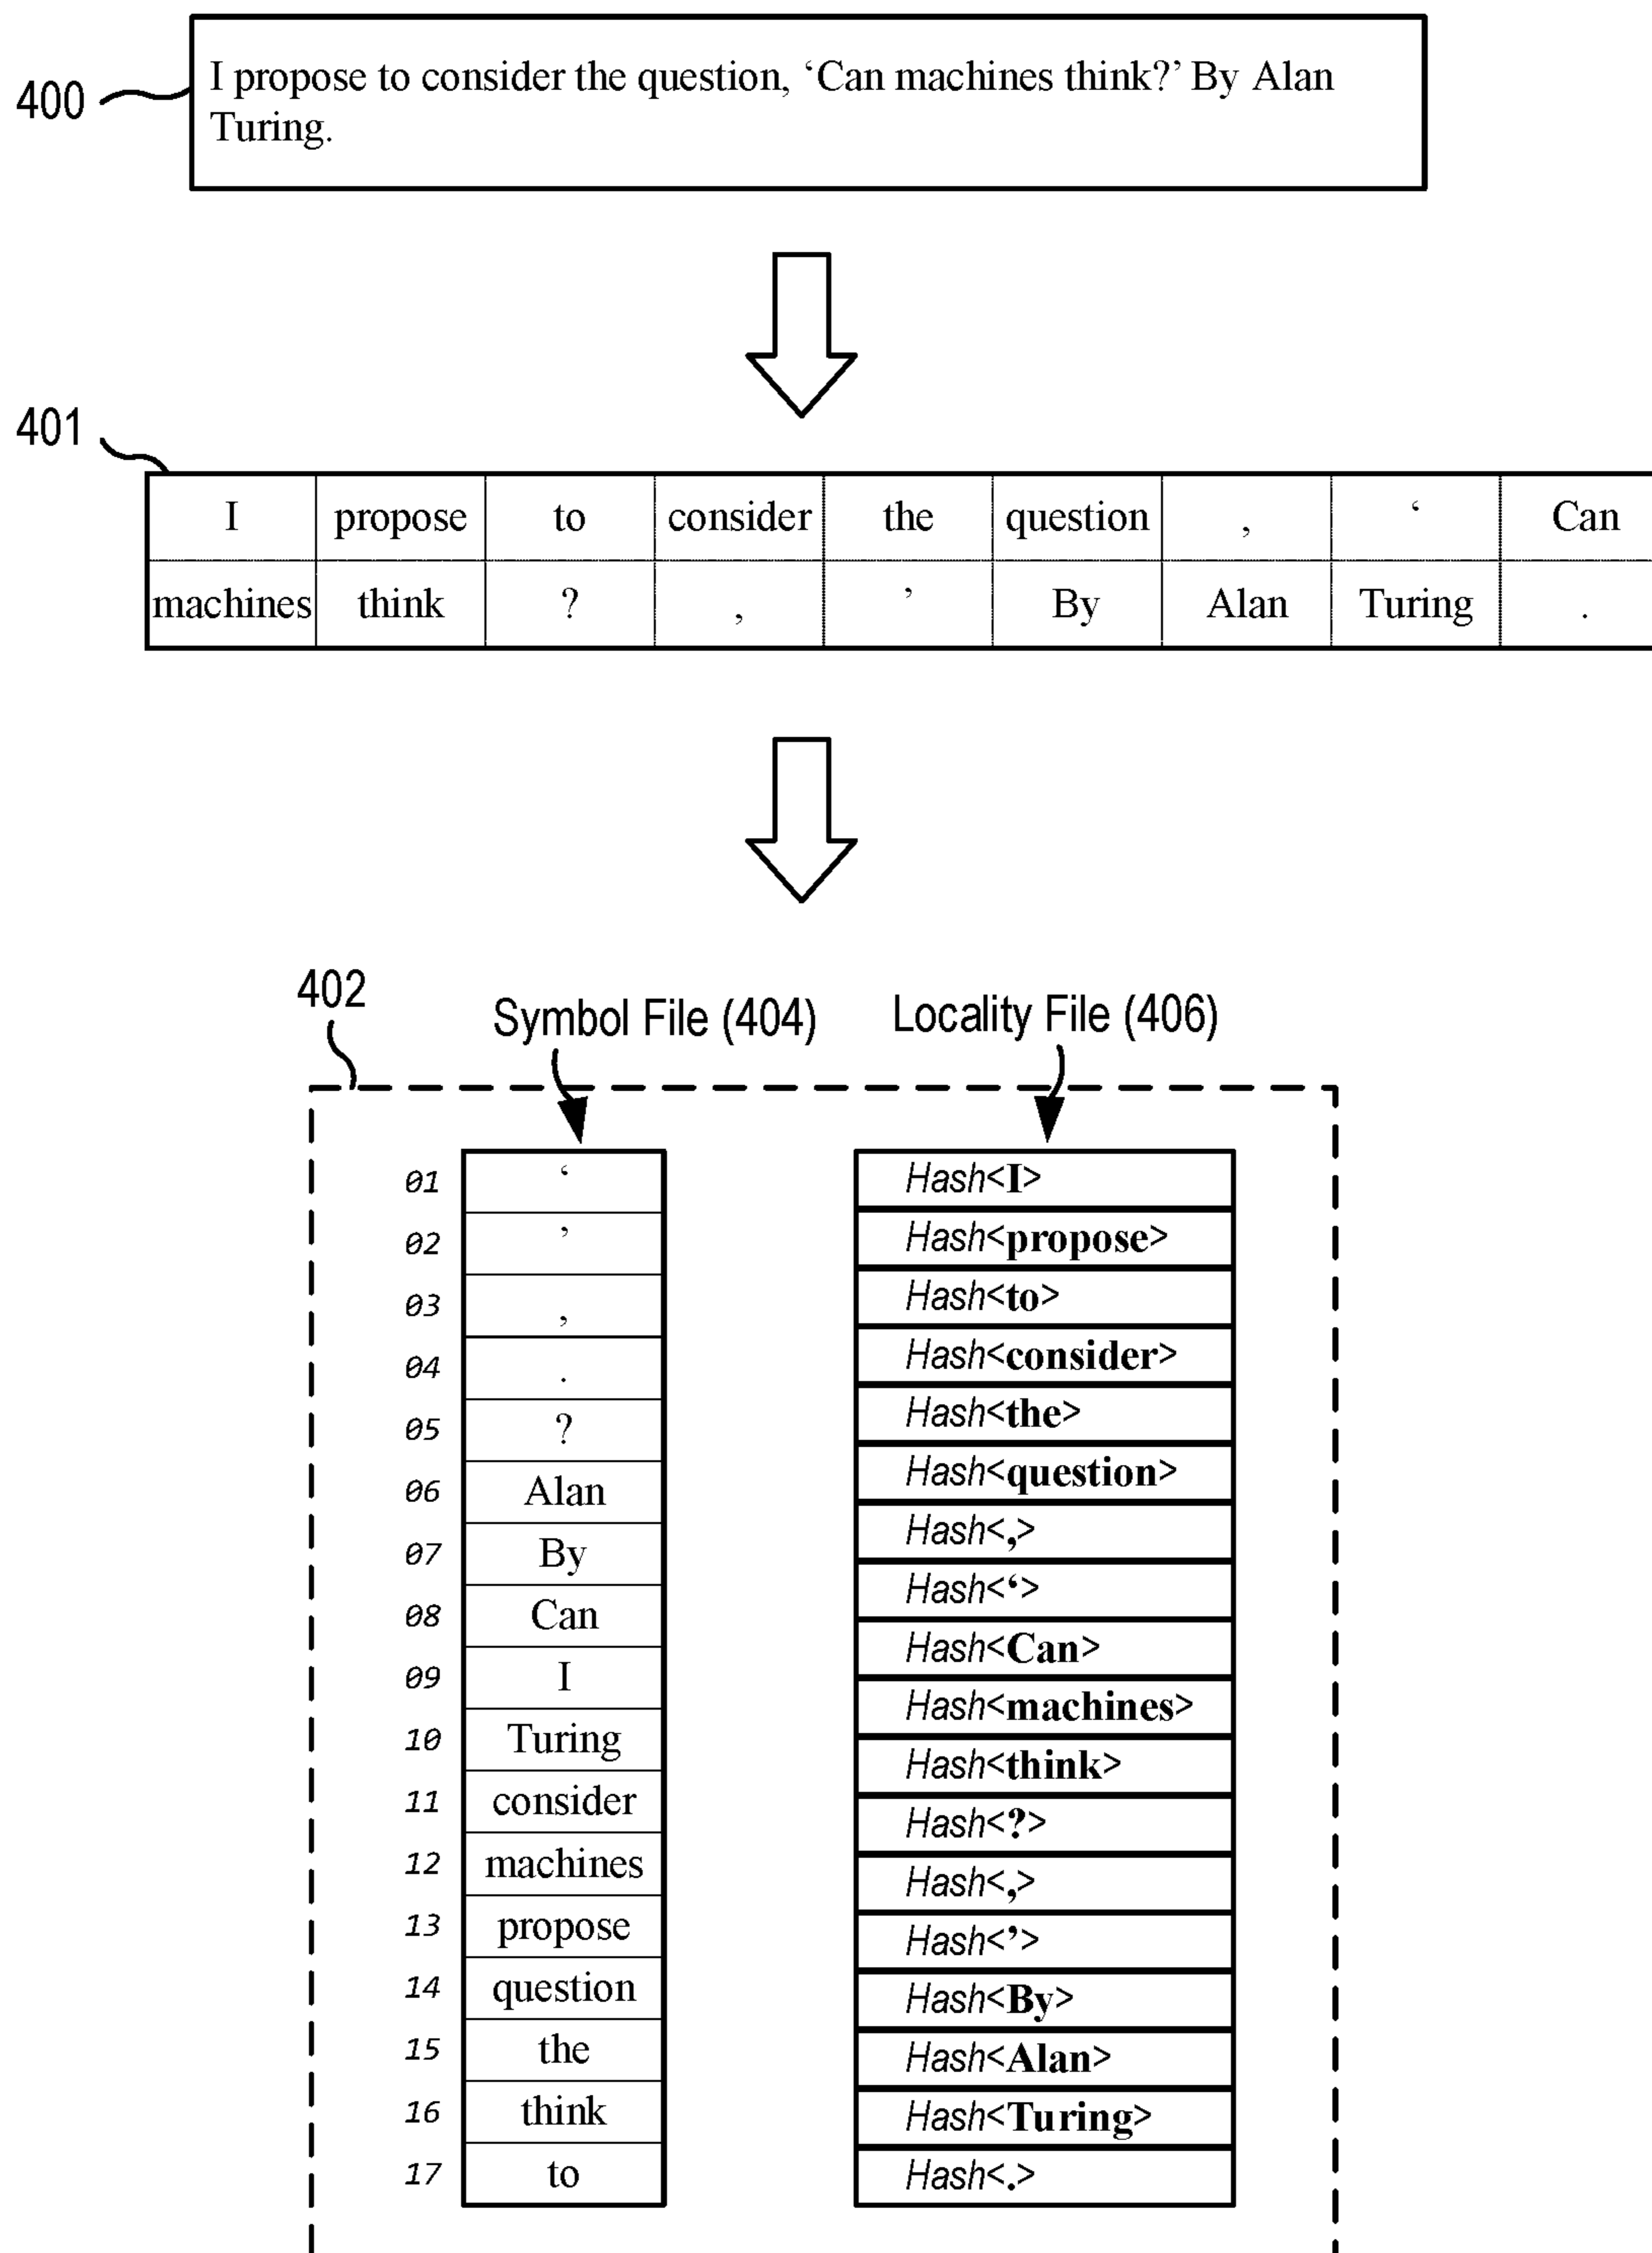 400
I propose to consider the question, ‘Can machines think?’ By Alan
Turing.
401
I propose to consider the question , ‘ Can
machines think ? , ’ By Alan Turing .
402
Symbol File (404) Locality File (406)
01 ‘ Hash<I>
02 ’ Hash<propose>
03 , Hash<to>
04 . Hash<consider>
05 ? Hash<the>
06 Alan Hash<question>
07 By Hash<,>
08 Can Hash<‘>
09 I Hash<Can>
10 Turing Hash<machines>
11 consider Hash<think>
12 machines Hash<?>
13 propose Hash<,>
14 question Hash<’>
15 the Hash<By>
16 think Hash<Alan>
17 to Hash<Turing>
Hash<.>